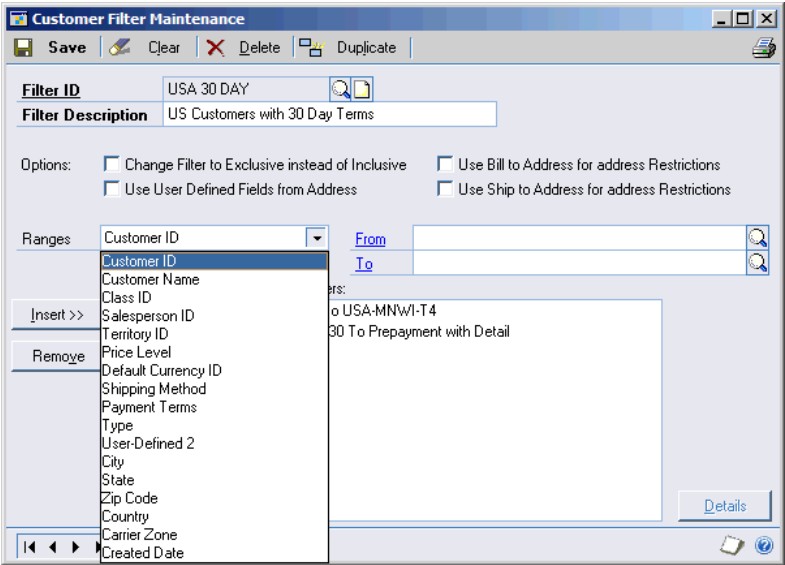 Customer Filter Maintenance
Save Clear Delete Duplicate
Filter ID USA 30 DAY
Filter Description US Customers with 30 Day Terms
Options: Change Filter to Exclusive instead of Inclusive Use Bill to Address for address Restrictions
Use User Defined Fields from Address Use Ship to Address for address Restrictions
Ranges Customer ID From
Customer ID To
Customer Name
Class ID ers:
Insert >> Salesperson ID o USA-MNWI-T4
Territory ID 30 To Prepayment with Detail
Remove Price Level
Default Currency ID
Shipping Method
Payment Terms
Type
User-Defined 2
City
State
Zip Code Details
Country
Carrier Zone
Created Date